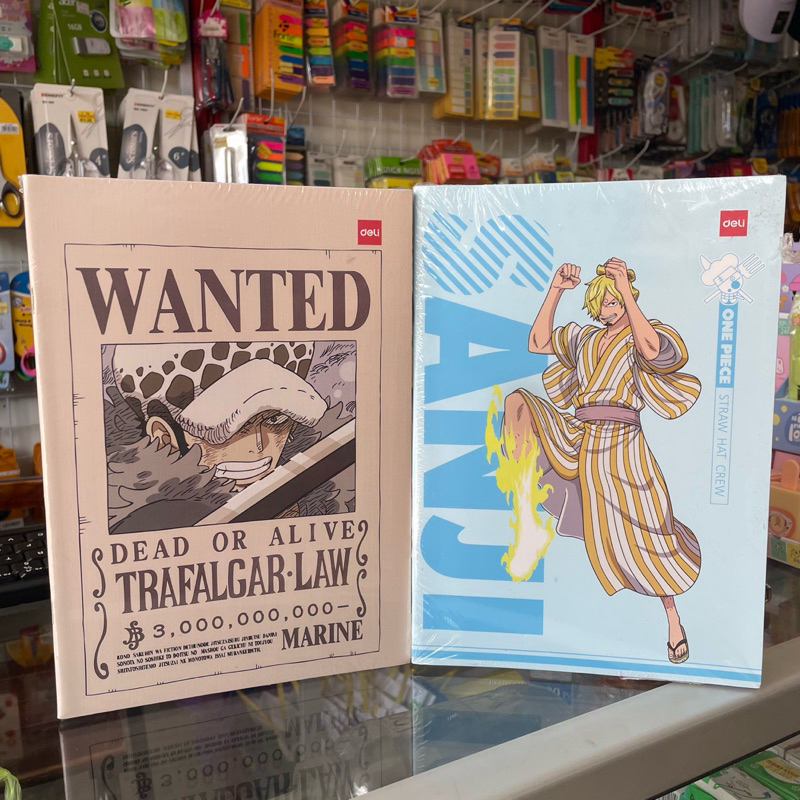 deli
WANTED
DEAD OR ALIVE
TRAFALGAR·LAW
3,000,000,000-
MARINE
deli
SANJI
ONE PIECE
STRAW HAT CREW